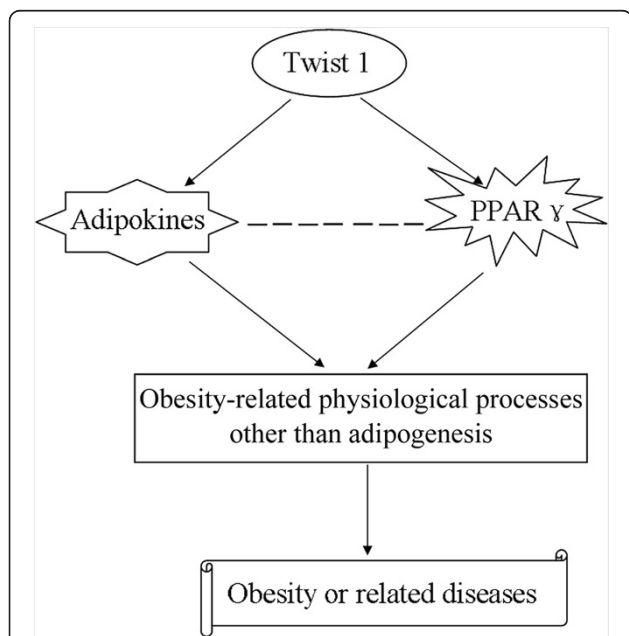 Twist 1
Adipokines
PPAR ɣ
Obesity-related physiological processes
other than adipogenesis
Obesity or related diseases